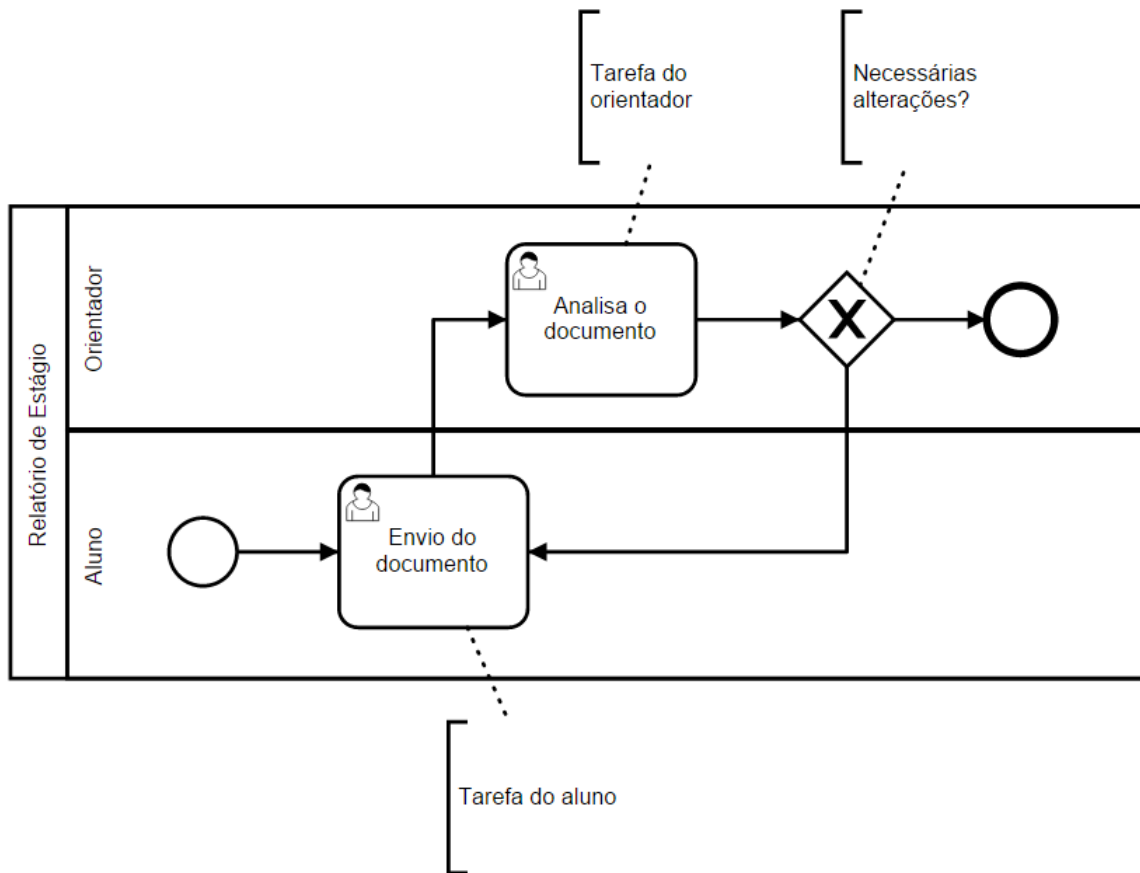 Tarefa do
orientador
Necessárias
alterações?
Relatório de Estágio
Orientador
Analisa o
documento
X
Aluno
Envio do
documento
Tarefa do aluno